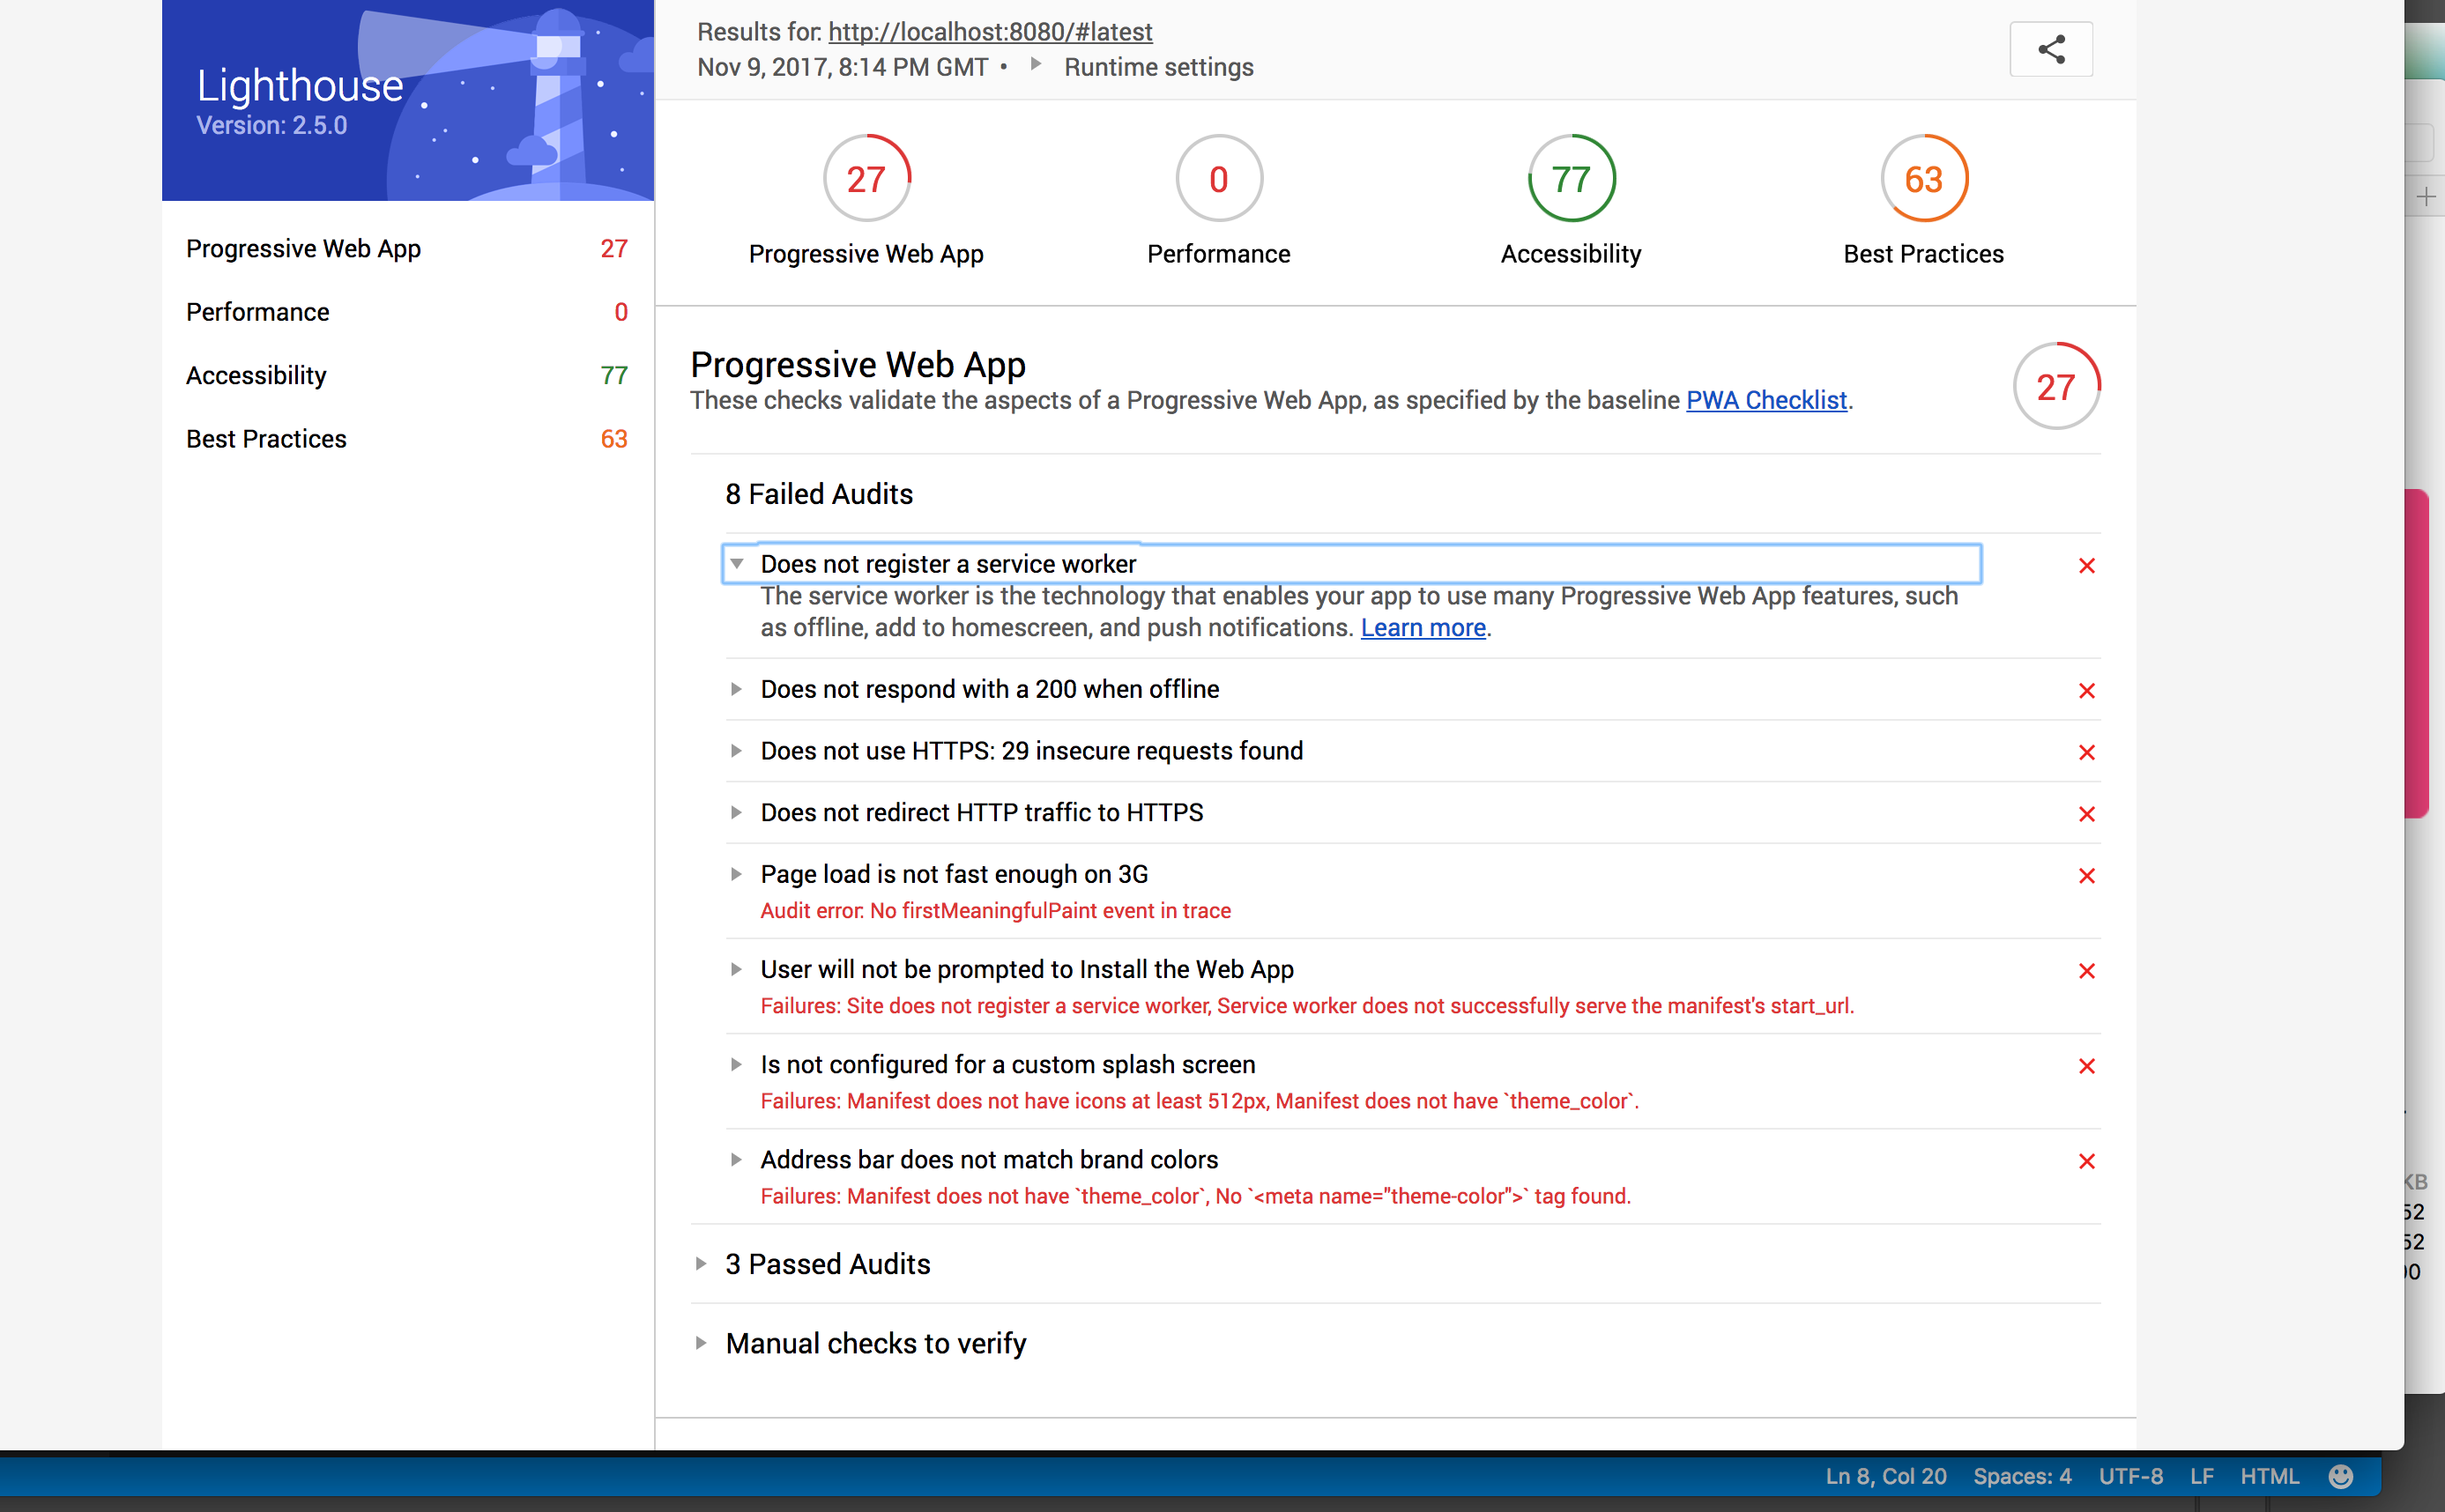 Lighthouse
Version: 2.5.0
Progressive Web App 27
Performance 0
Accessibility 77
Best Practices 63
Results for: http://localhost:8080/#latest
Nov 9, 2017, 8:14 PM GMT • Runtime settings
27 0 77 63
Progressive Web App Performance Accessibility Best Practices
Progressive Web App
These checks validate the aspects of a Progressive Web App, as specified by the baseline PWA Checklist.
27
8 Failed Audits
Does not register a service worker
The service worker is the technology that enables your app to use many Progressive Web App features, such
as offline, add to homescreen, and push notifications. Learn more.
Does not respond with a 200 when offline
Does not use HTTPS: 29 insecure requests found
Does not redirect HTTP traffic to HTTPS
Page load is not fast enough on 3G
Audit error: No firstMeaningfulPaint event in trace
User will not be prompted to Install the Web App
Failures: Site does not register a service worker, Service worker does not successfully serve the manifest's start_url.
Is not configured for a custom splash screen
Failures: Manifest does not have icons at least 512px, Manifest does not have `theme_color`.
Address bar does not match brand colors
Failures: Manifest does not have `theme_color`, No `<meta name="theme-color">` tag found.
3 Passed Audits
Manual checks to verify
KB
52
52
Ln 8, Col 20 Spaces: 4 UTF-8 LF HTML